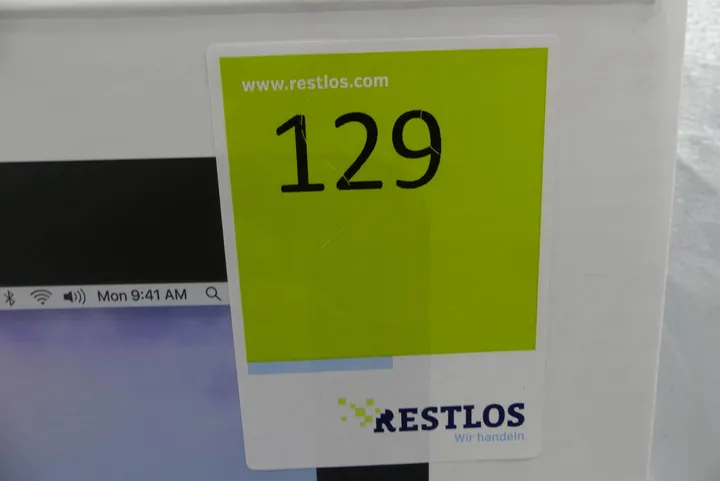 www.restlos.com
129
Mon 9:41 AM
RESTLOS
Wir handeln.